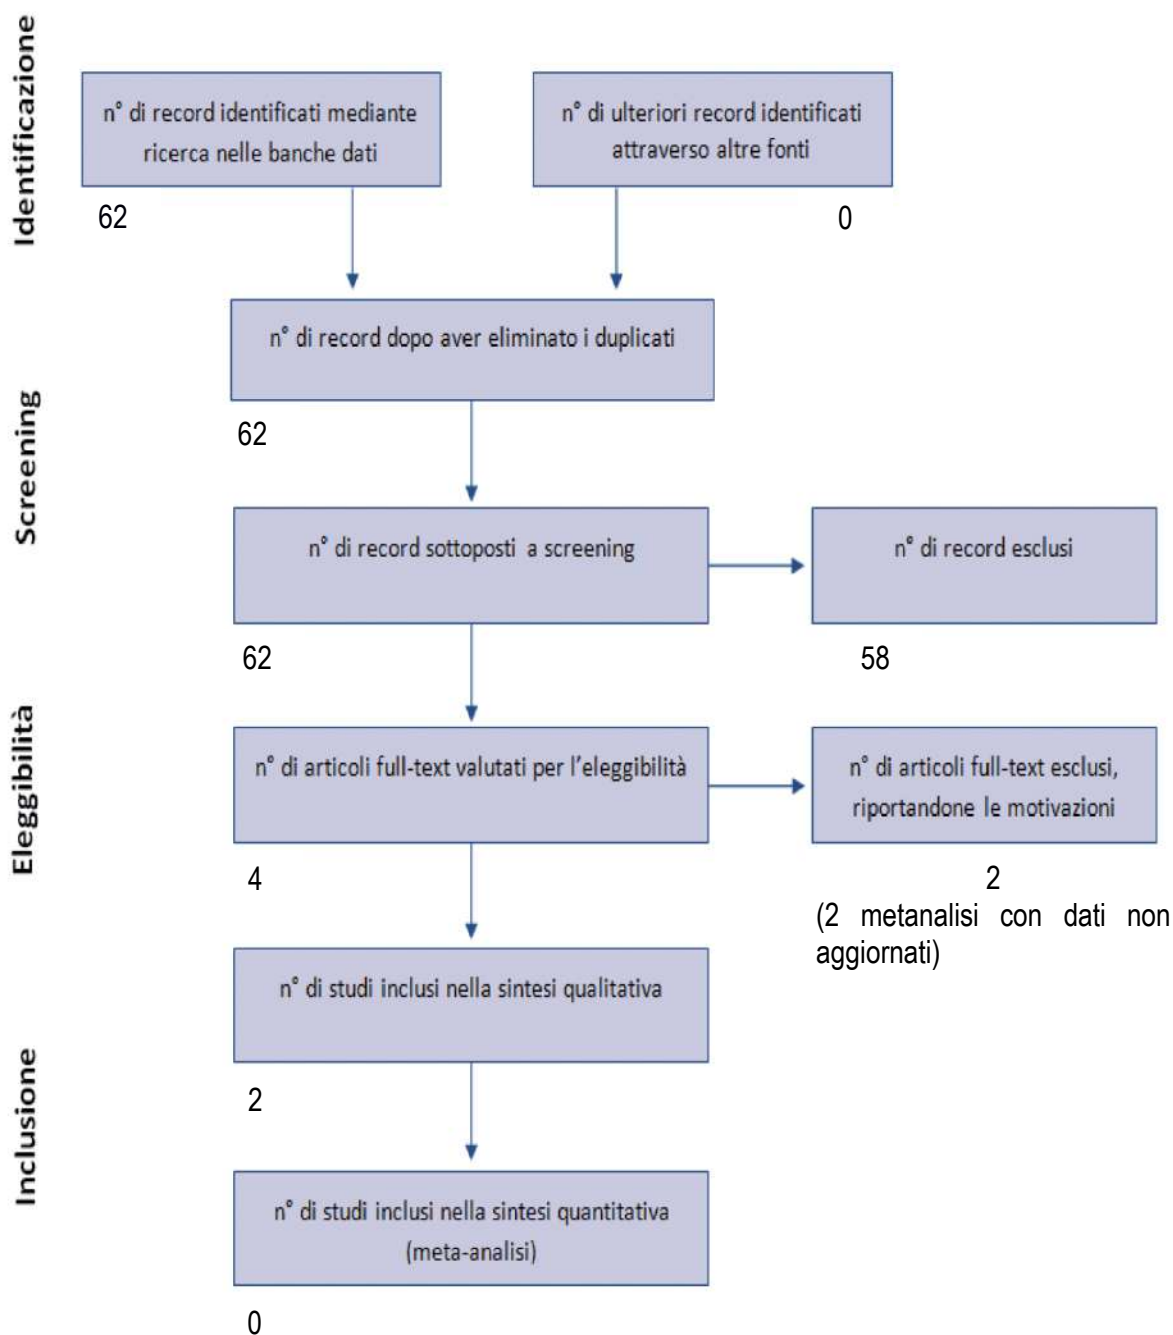 Identificazione
n° di record identificati mediante
ricerca nelle banche dati
62
n° di ulteriori record identificati
attraverso altre fonti
0
n° di record dopo aver eliminato i duplicati
62
Screening
n° di record sottoposti a screening
62
n° di record esclusi
58
Eleggibilità
n° di articoli full-text valutati per l'eleggibilità
4
n° di articoli full-text esclusi,
riportandone le motivazioni
2
(2 metanalisi con dati non
aggiornati)
Inclusione
n° di studi inclusi nella sintesi qualitativa
2
n° di studi inclusi nella sintesi quantitativa
(meta-analisi)
0